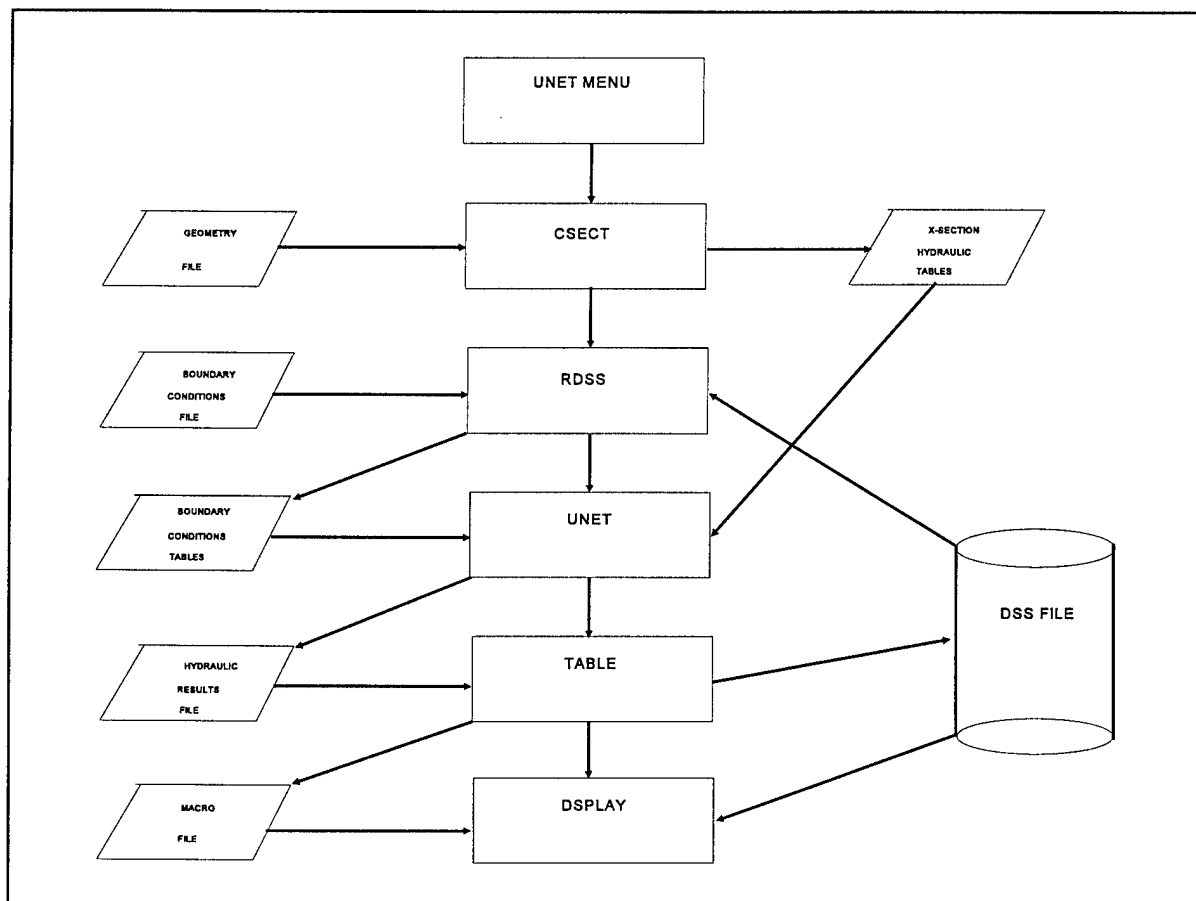 UNET MENU
GEOMETRY
FILE
CSECT
X-SECTION
HYDRAULIC
TABLES
BOUNDARY
CONDITIONS
FILE
RDSS
BOUNDARY
CONDITIONS
TABLES
UNET
DSS FILE
HYDRAULIC
RESULTS
FILE
TABLE
MACRO
FILE
DSPLAY